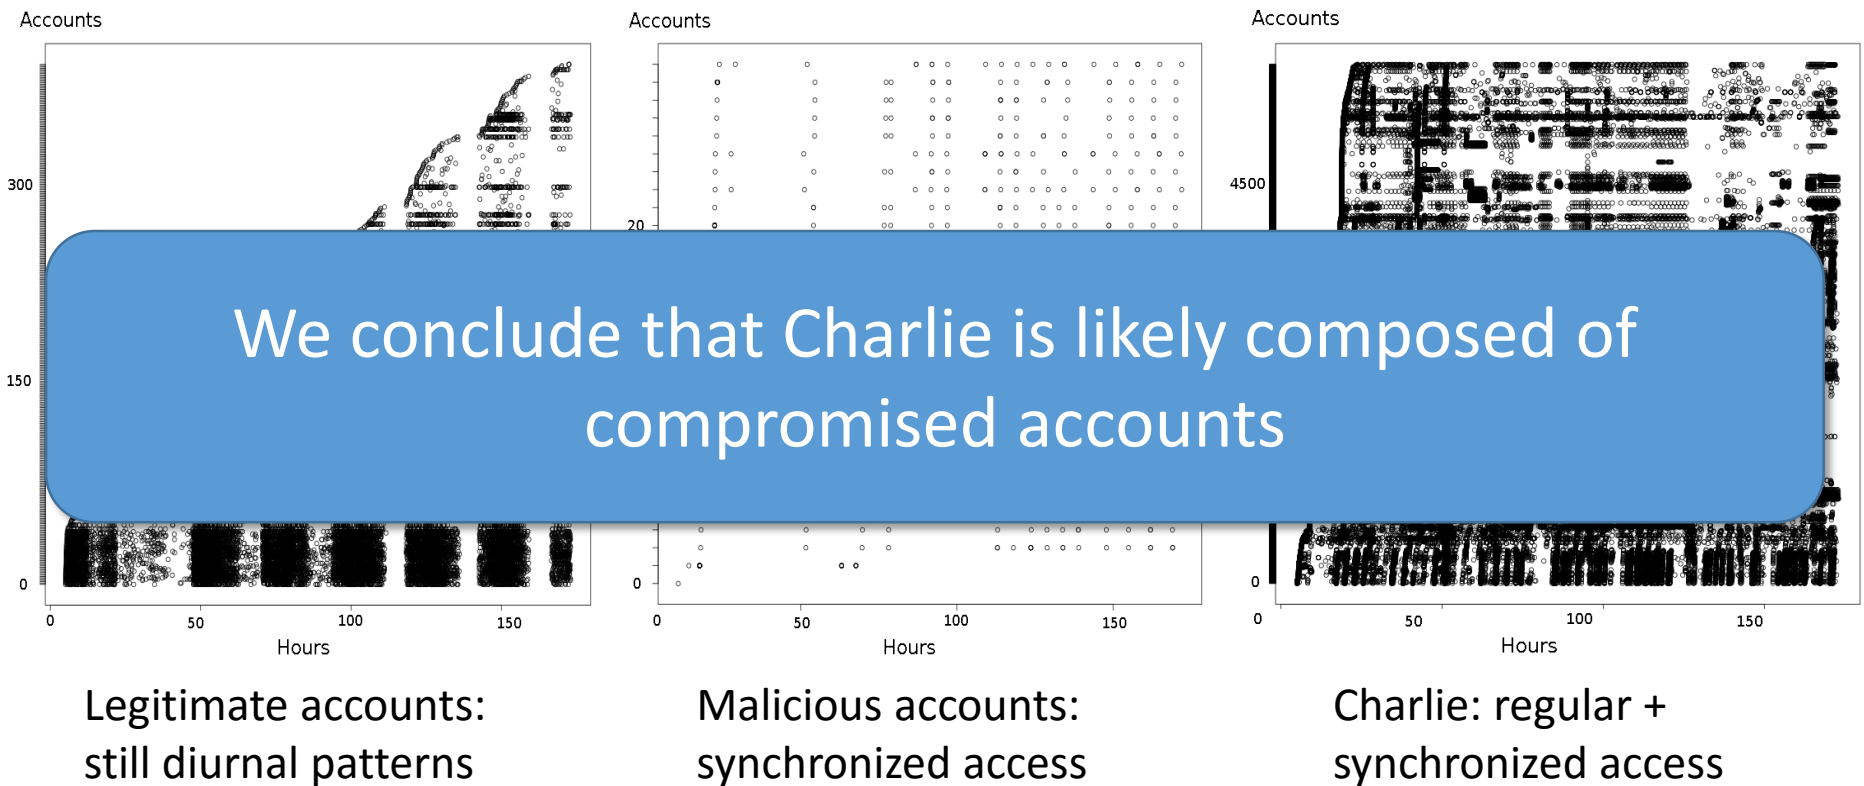 Accounts
300
150
0
0
50
100
150
Hours
Accounts
20
0
0
50
100
150
Hours
Accounts
4500
0
0
50
100
150
Hours
We conclude that Charlie is likely composed of
compromised accounts
Legitimate accounts:
still diurnal patterns
Malicious accounts:
synchronized access
Charlie: regular +
synchronized access